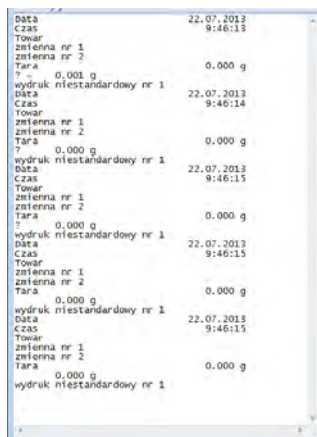 Data 22.07.2013
Czas 9:46:13
Towar
zmienna nr 1
zmienna nr 2
Tara 0.000 g
? - 0.001 g
wydruk niestandardowy nr 1
Data 22.07.2013
Czas 9:46:14
Towar
zmienna nr 1
zmienna nr 2
Tara 0.000 g
? 0.000 g
wydruk niestandardowy nr 1
Data 22.07.2013
Czas 9:46:15
Towar
zmienna nr 1
zmienna nr 2
Tara 0.000 g
? 0.000 g
wydruk niestandardowy nr 1
Data 22.07.2013
Czas 9:46:15
Towar
zmienna nr 1
zmienna nr 2
Tara 0.000 g
0.000 g
wydruk niestandardowy nr 1
Data 22.07.2013
Czas 9:46:15
Towar
zmienna nr 1
zmienna nr 2
Tara 0.000 g
0.000 g
wydruk niestandardowy nr 1